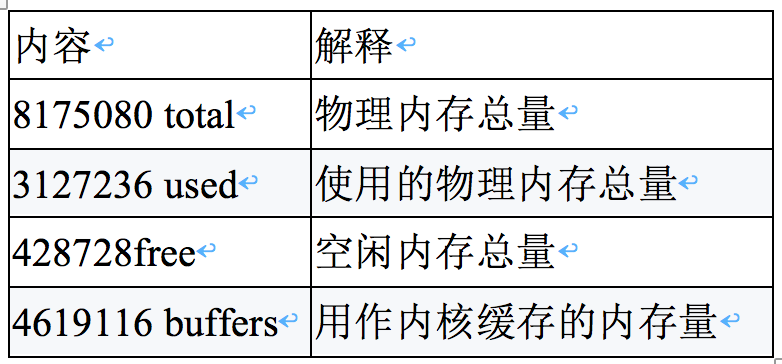 内容 解释
8175080 total 物理内存总量
3127236 used 使用的物理内存总量
428728free 空闲内存总量
4619116 buffers 用作内核缓存的内存量